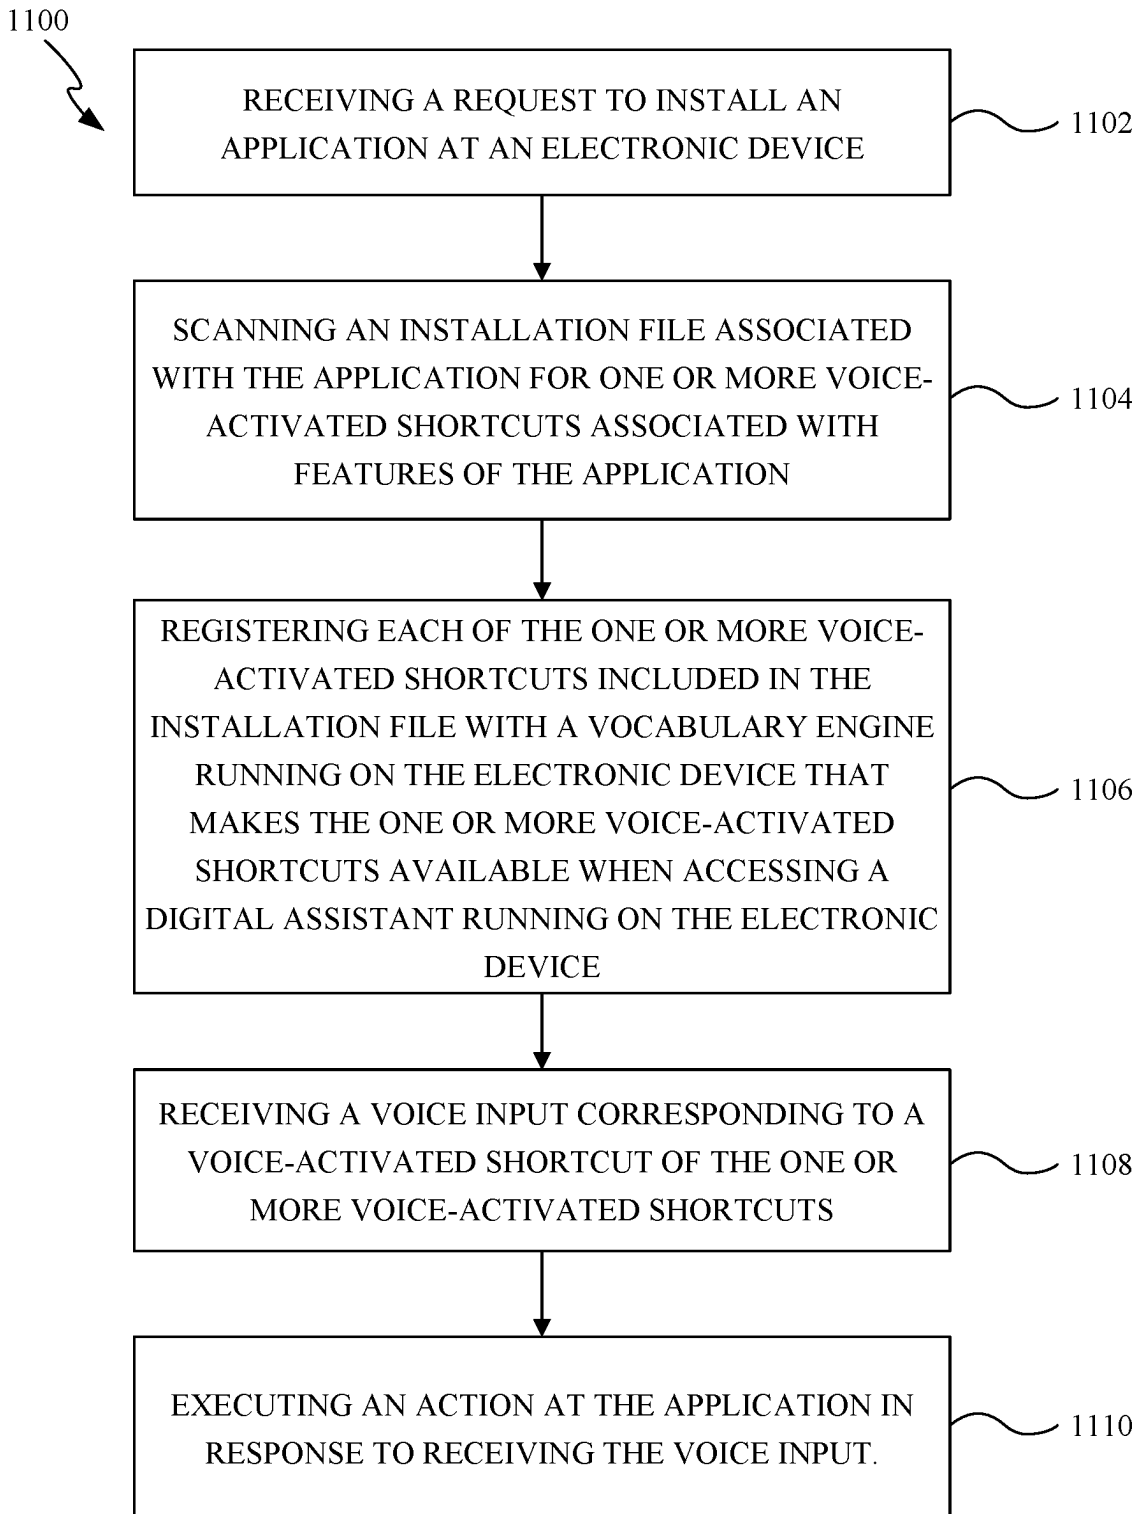 1100
RECEIVING A REQUEST TO INSTALL AN
APPLICATION AT AN ELECTRONIC DEVICE
1102
SCANNING AN INSTALLATION FILE ASSOCIATED
WITH THE APPLICATION FOR ONE OR MORE VOICE-
ACTIVATED SHORTCUTS ASSOCIATED WITH
FEATURES OF THE APPLICATION
1104
REGISTERING EACH OF THE ONE OR MORE VOICE-
ACTIVATED SHORTCUTS INCLUDED IN THE
INSTALLATION FILE WITH A VOCABULARY ENGINE
RUNNING ON THE ELECTRONIC DEVICE THAT
MAKES THE ONE OR MORE VOICE-ACTIVATED
SHORTCUTS AVAILABLE WHEN ACCESSING A
DIGITAL ASSISTANT RUNNING ON THE ELECTRONIC
DEVICE
1106
RECEIVING A VOICE INPUT CORRESPONDING TO A
VOICE-ACTIVATED SHORTCUT OF THE ONE OR
MORE VOICE-ACTIVATED SHORTCUTS
1108
EXECUTING AN ACTION AT THE APPLICATION IN
RESPONSE TO RECEIVING THE VOICE INPUT.
1110